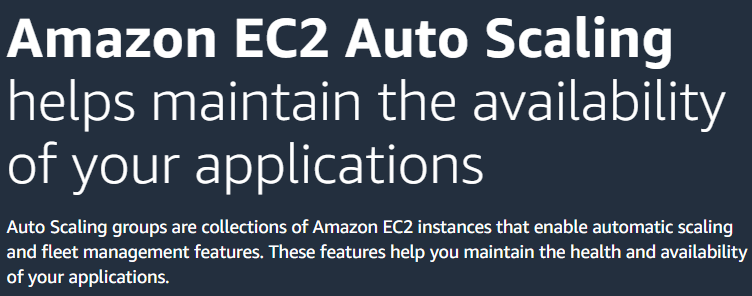 Amazon EC2 Auto Scaling
helps maintain the availability
of your applications
Auto Scaling groups are collections of Amazon EC2 instances that enable automatic scaling
and fleet management features. These features help you maintain the health and availability
of your applications.